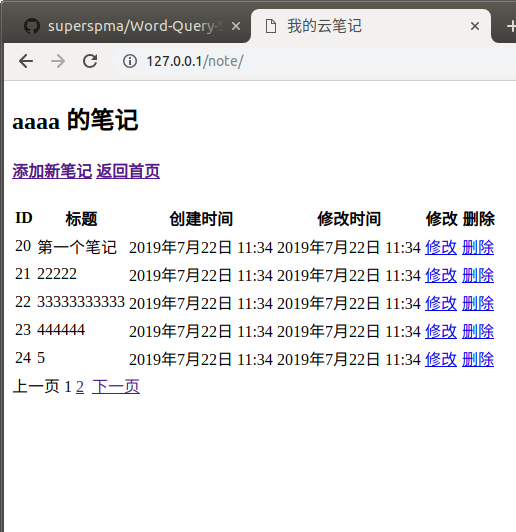 superspma/Word-Query-
我的云笔记
127.0.0.1/note/
aaaa 的笔记
添加新笔记 返回首页
ID 标题 创建时间 修改时间 修改 删除
20 第一个笔记 2019年7月22日 11:34 2019年7月22日 11:34 修改 删除
21 22222 2019年7月22日 11:34 2019年7月22日 11:34 修改 删除
22 33333333333 2019年7月22日 11:34 2019年7月22日 11:34 修改 删除
23 444444 2019年7月22日 11:34 2019年7月22日 11:34 修改 删除
24 5 2019年7月22日 11:34 2019年7月22日 11:34 修改 删除
上一页 1 2 下一页